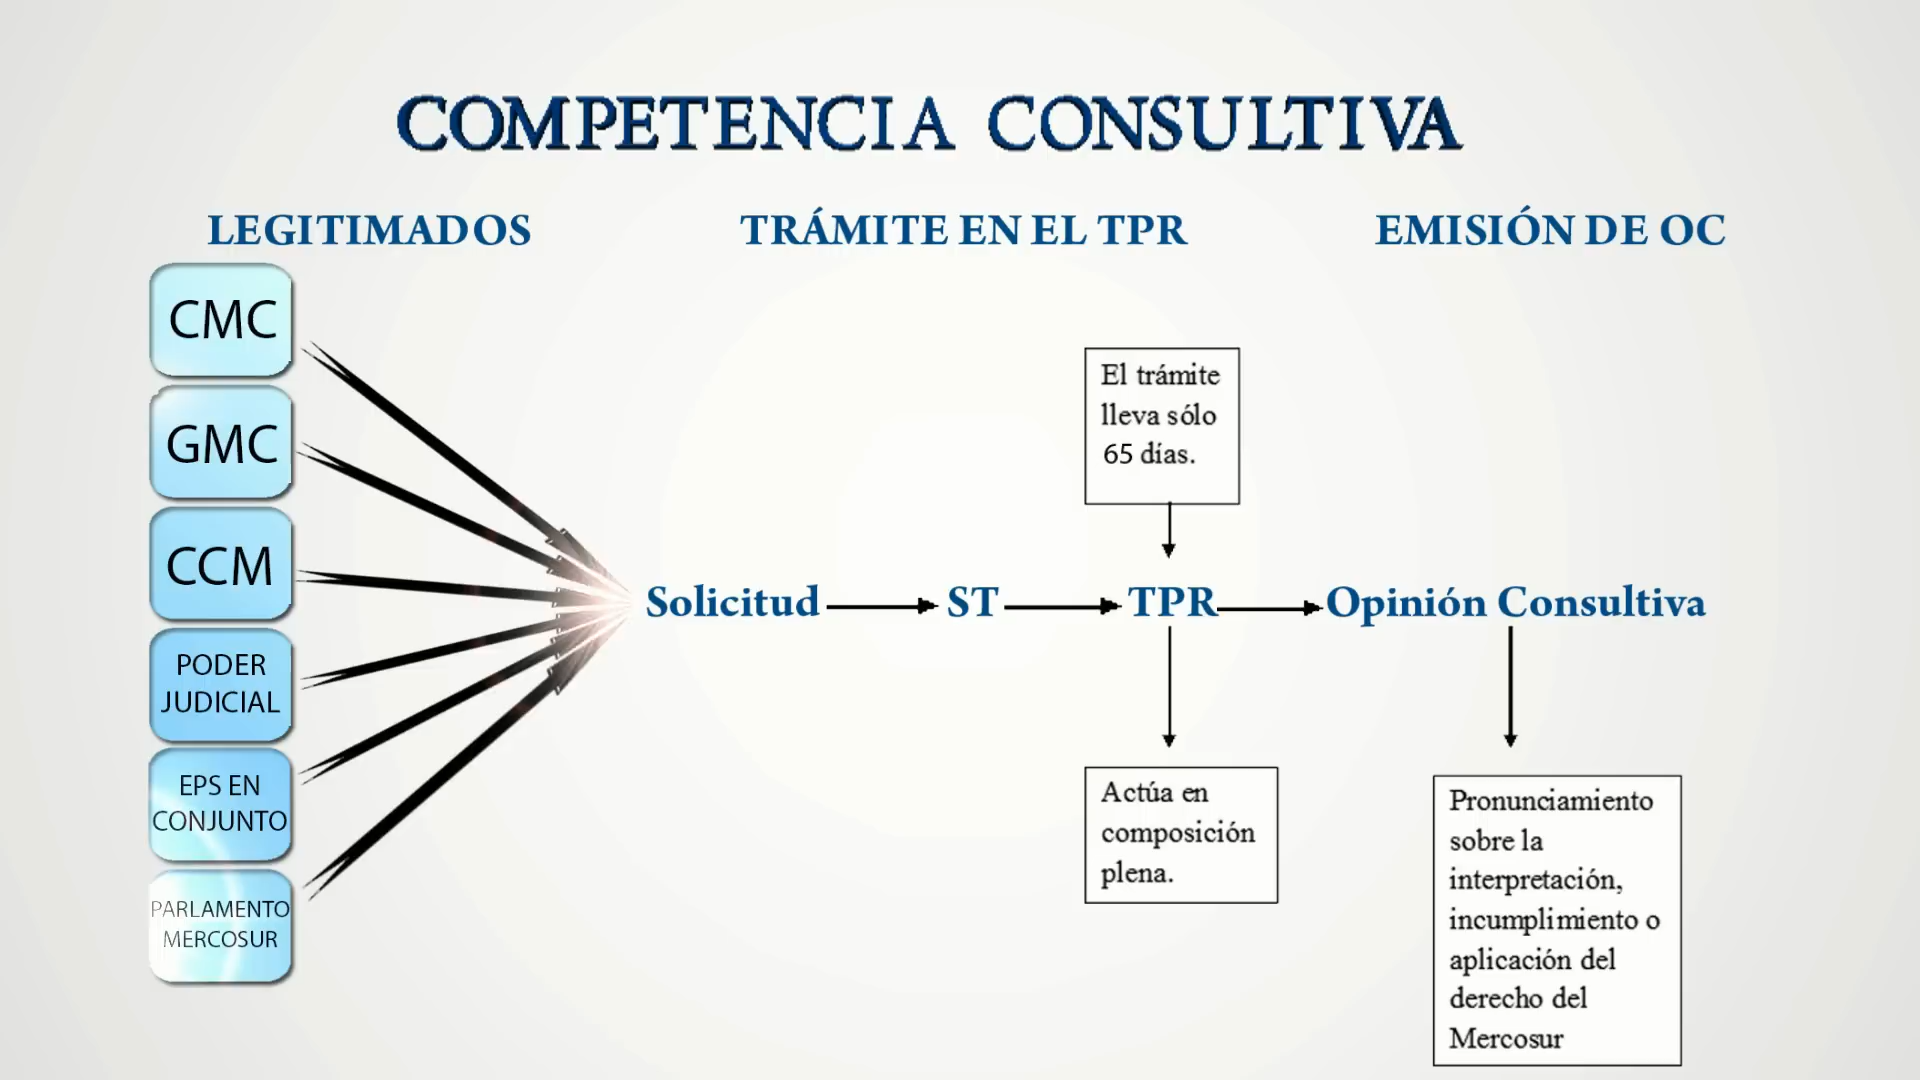 COMPETENCIA CONSULTIVA
LEGITIMADOS
TRÁMITE EN EL TPR
EMISIÓN DE OC
CMC
GMC
CCM
PODER
JUDICIAL
EPS EN
CONJUNTO
PARLAMENTO
MERCOSUR
El trámite
lleva sólo
65 días.
Solicitud
ST
TPR
Opinión Consultiva
Actúa en
composición
plena.
Pronunciamiento
sobre la
interpretación,
incumplimiento o
aplicación del
derecho del
Mercosur